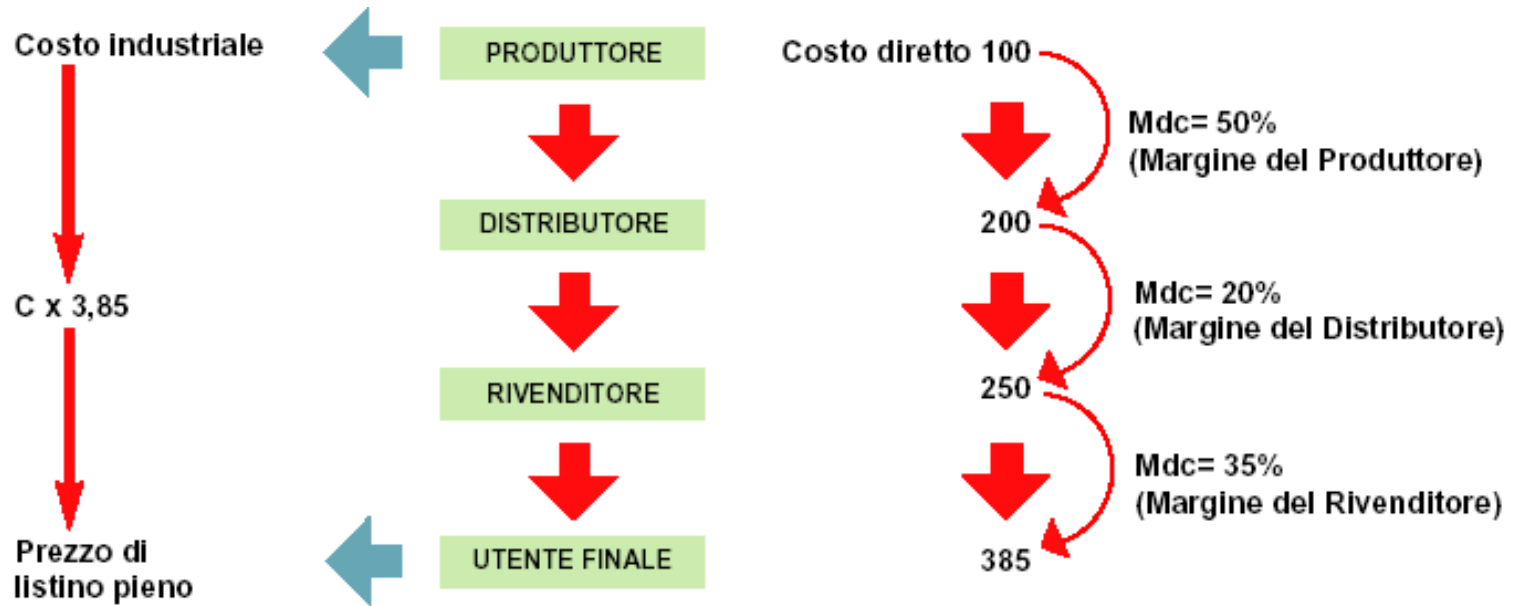 Costo industriale
PRODUTTORE
Costo diretto 100
Mdc= 50%
(Margine del Produttore)
DISTRIBUTORE
200
C x 3,85
Mdc= 20%
(Margine del Distributore)
RIVENDITORE
250
Mdc= 35%
(Margine del Rivenditore)
Prezzo di
listino pieno
UTENTE FINALE
385